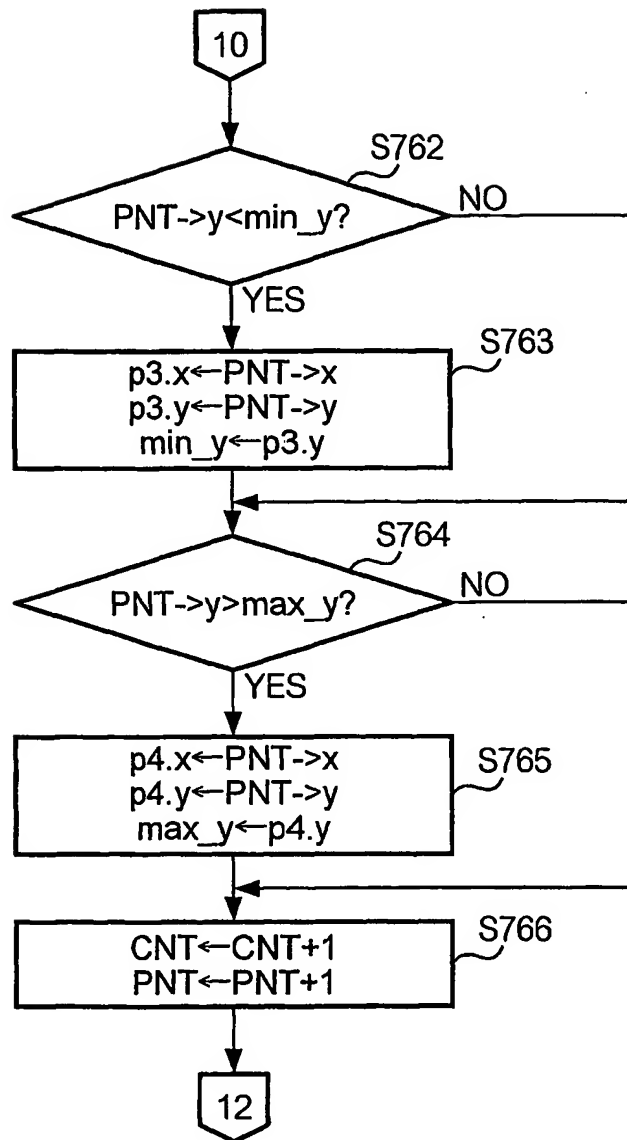 10
S762
PNT->y<min_y?
NO
YES
S763
p3.x←PNT->x
p3.y←PNT->y
min_y←p3.y
S764
PNT->y>max_y?
NO
YES
S765
p4.x←PNT->x
p4.y←PNT->y
max_y←p4.y
S766
CNT←CNT+1
PNT←PNT+1
12